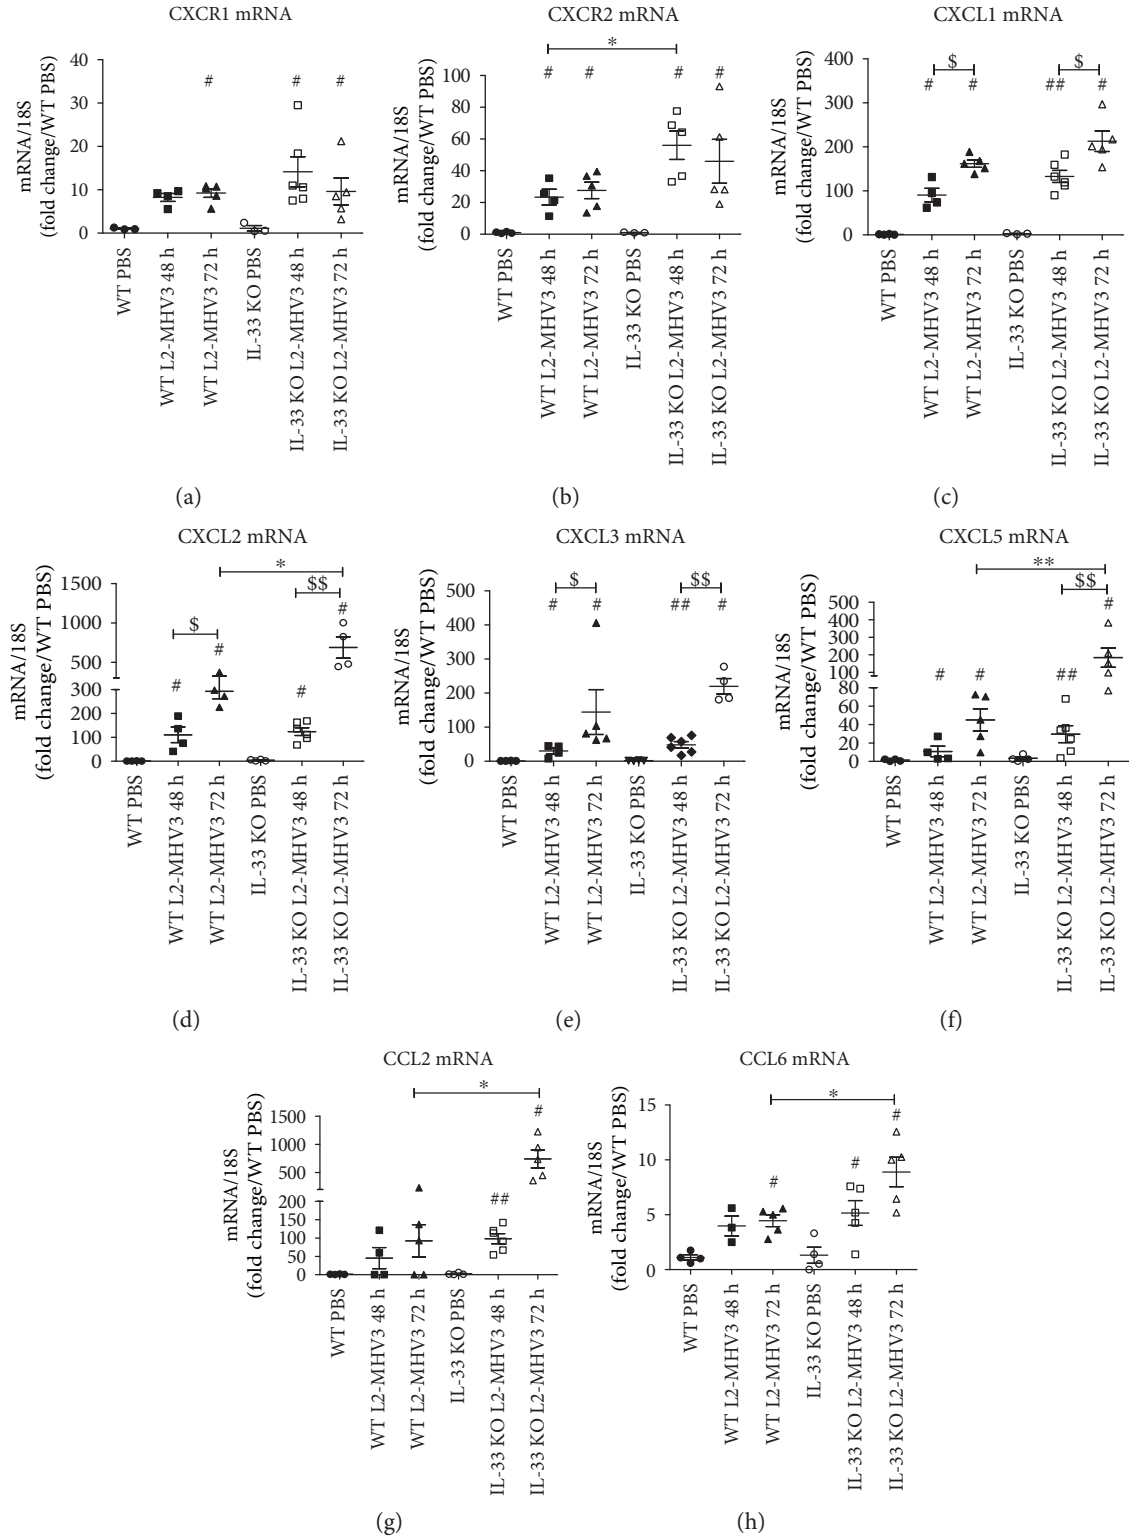 CXCR1 mRNA
mRNA/18S
(fold change/WT PBS)
40
30
20
10
0
#
#
#
WT PBS
WT L2-MHV3 48 h
WT L2-MHV3 72 h
IL-33 KO PBS
IL-33 KO L2-MHV3 48 h
IL-33 KO L2-MHV3 72 h
(a)
CXCR2 mRNA
mRNA/18S
(fold change/WT PBS)
100
80
60
40
20
0
*
#
#
#
#
WT PBS
WT L2-MHV3 48 h
WT L2-MHV3 72 h
IL-33 KO PBS
IL-33 KO L2-MHV3 48 h
IL-33 KO L2-MHV3 72 h
(b)
CXCL1 mRNA
mRNA/18S
(fold change/WT PBS)
400
300
200
100
0
$
$
#
#
##
#
WT PBS
WT L2-MHV3 48 h
WT L2-MHV3 72 h
IL-33 KO PBS
IL-33 KO L2-MHV3 48 h
IL-33 KO L2-MHV3 72 h
(c)
CXCL2 mRNA
mRNA/18S
(fold change/WT PBS)
1500
1000
500
300
200
100
0
*
$$
#
$
#
#
#
WT PBS
WT L2-MHV3 48 h
WT L2-MHV3 72 h
IL-33 KO PBS
IL-33 KO L2-MHV3 48 h
IL-33 KO L2-MHV3 72 h
(d)
CXCL3 mRNA
mRNA/18S
(fold change/WT PBS)
500
400
300
200
100
0
$
$$
#
#
##
#
WT PBS
WT L2-MHV3 48 h
WT L2-MHV3 72 h
IL-33 KO PBS
IL-33 KO L2-MHV3 48 h
IL-33 KO L2-MHV3 72 h
(e)
CXCL5 mRNA
mRNA/18S
(fold change/WT PBS)
500
400
300
200
100
80
60
40
20
0
**
$$
#
#
#
##
WT PBS
WT L2-MHV3 48 h
WT L2-MHV3 72 h
IL-33 KO PBS
IL-33 KO L2-MHV3 48 h
IL-33 KO L2-MHV3 72 h
(f)
CCL2 mRNA
mRNA/18S
(fold change/WT PBS)
1500
1000
500
200
150
100
50
0
*
#
##
WT PBS
WT L2-MHV3 48 h
WT L2-MHV3 72 h
IL-33 KO PBS
IL-33 KO L2-MHV3 48 h
IL-33 KO L2-MHV3 72 h
(g)
CCL6 mRNA
mRNA/18S
(fold change/WT PBS)
15
10
5
0
*
#
#
#
WT PBS
WT L2-MHV3 48 h
WT L2-MHV3 72 h
IL-33 KO PBS
IL-33 KO L2-MHV3 48 h
IL-33 KO L2-MHV3 72 h
(h)